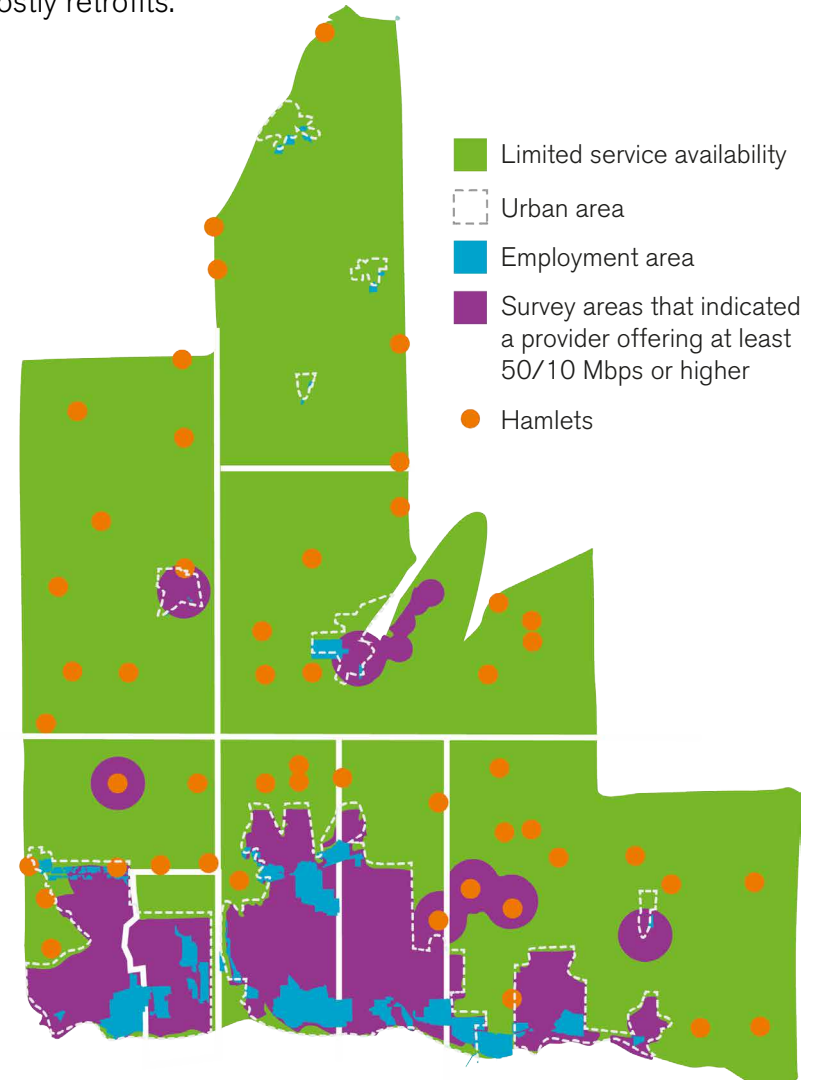 ostly retrofits.
Limited service availability
Urban area
Employment area
Survey areas that indicated
a provider offering at least
50/10 Mbps or higher
Hamlets